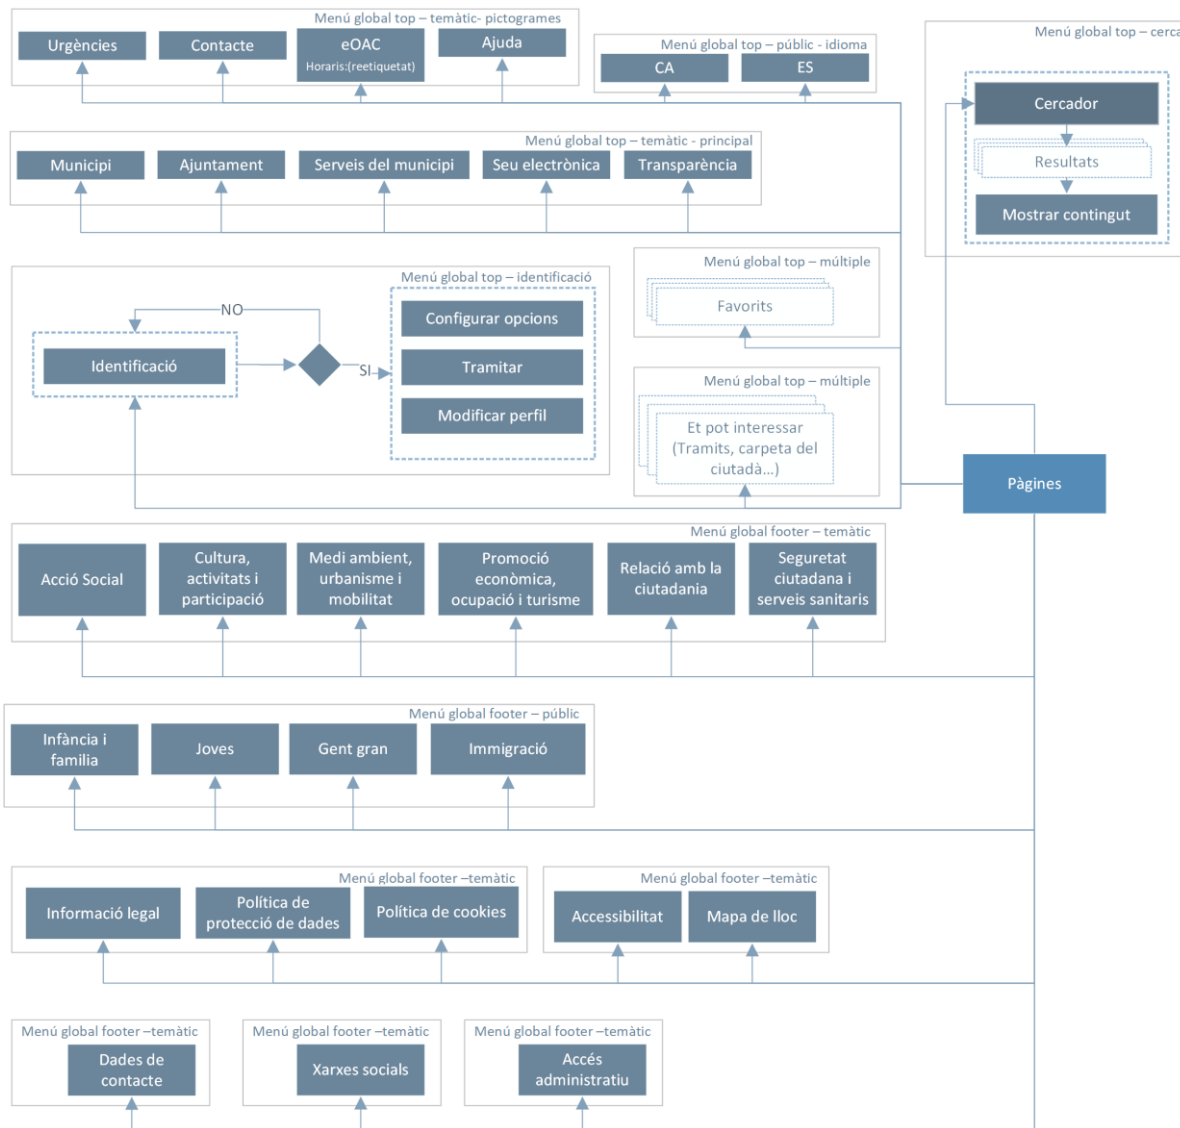 Menú global top – temàtic- pictogrames
Urgències
Contacte
eOAC
Horaris:(reetiquetat)
Ajuda
Menú global top – públic - idioma
CA
ES
Menú global top – cerca
Cercador
Resultats
Mostrar contingut
Menú global top – temàtic - principal
Municipi
Ajuntament
Serveis del municipi
Seu electrònica
Transparència
Menú global top – identificació
NO
Identificació
SI
Configurar opcions
Tramitar
Modificar perfil
Menú global top – múltiple
Favorits
Menú global top – múltiple
Et pot interessar
(Tramits, carpeta del
ciutadà...)
Pàgines
Menú global footer – temàtic
Acció Social
Cultura,
activitats i
participació
Medi ambient,
urbanisme i
mobilitat
Promoció
econòmica,
ocupació i turisme
Relació amb la
ciutadania
Seguretat
ciutadana i
serveis sanitaris
Menú global footer – públic
Infància i
familia
Joves
Gent gran
Immigració
Menú global footer –temàtic
Informació legal
Política de
protecció de dades
Política de cookies
Menú global footer –temàtic
Accessibilitat
Mapa de lloc
Menú global footer –temàtic
Dades de
contacte
Menú global footer –temàtic
Xarxes socials
Menú global footer –temàtic
Accés
administratiu